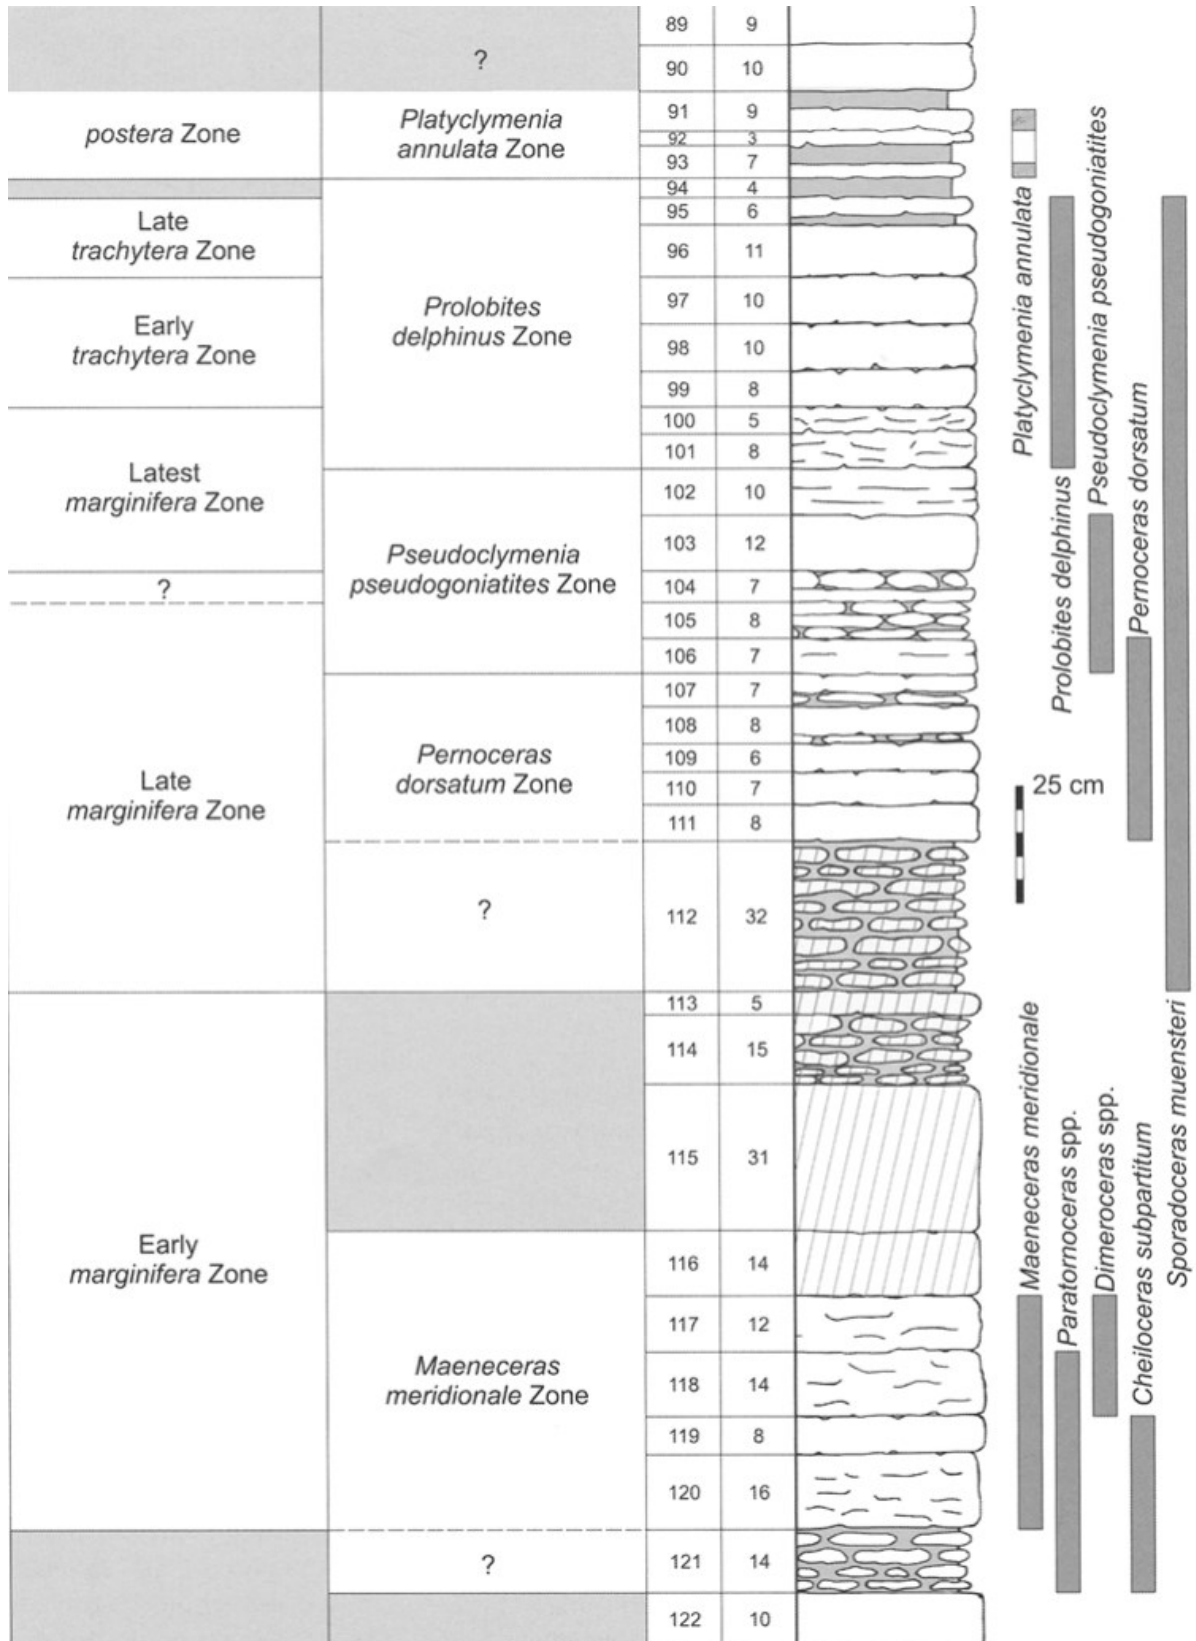 89 9
?
90 10
postera Zone
Platyclymenia
annulata Zone
91 9
92 3
93 7
94 4
Late
trachytera Zone
95 6
96 11
Early
trachytera Zone
Prolobites
delphinus Zone
97 10
98 10
99 8
100 5
101 8
Latest
marginifera Zone
102 10
103 12
Pseudoclymenia
pseudogoniatites Zone
?
104 7
105 8
106 7
107 7
108 8
Late
marginifera Zone
Pernoceras
dorsatum Zone
109 6
110 7
111 8
?
112 32
113 5
114 15
115 31
Early
marginifera Zone
116 14
117 12
Maeneceras
meridionale Zone
118 14
119 8
120 16
?
121 14
122 10
Platyclymenia annulata
Prolobites delphinus
Pseudoclymenia pseudogoniatites
Pernoceras dorsatum
25 cm
Maeneceras meridionale
Paratornoceras spp.
Dimeroceras spp.
Cheiloceras subpartitum
Sporadoceras muensteri